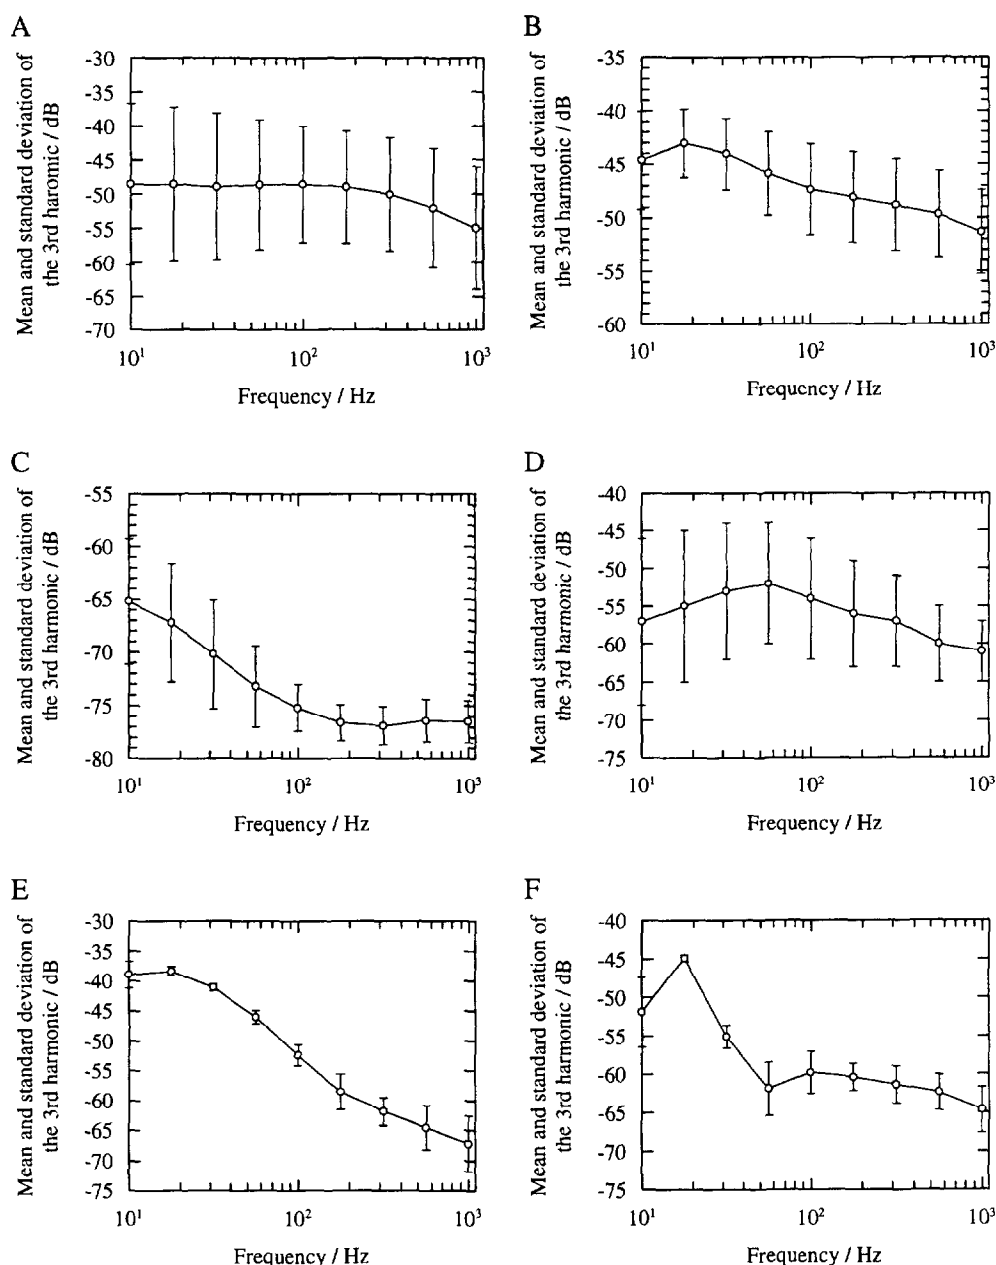 A
Mean and standard deviation of
the 3rd haromic / dB
-30
-35
-40
-45
-50
-55
-60
-65
-70
10¹
10²
10³
Frequency / Hz
B
Mean and standard deviation of
the 3rd harmonic / dB
-35
-40
-45
-50
-55
-60
10¹
10²
10³
Frequency / Hz
C
Mean and standard deviation of
the 3rd harmonic / dB
-55
-60
-65
-70
-75
-80
10¹
10²
10³
Frequency / Hz
D
Mean and standard deviation of
the 3rd harmonic / dB
-40
-45
-50
-55
-60
-65
-70
-75
10¹
10²
10³
Frequency / Hz
E
Mean and standard deviation of
the 3rd harmonic / dB
-30
-35
-40
-45
-50
-55
-60
-65
-70
-75
10¹
10²
10³
Frequency / Hz
F
Mean and standard deviation of
the 3rd harmonic / dB
-40
-45
-50
-55
-60
-65
-70
-75
10¹
10²
10³
Frequency / Hz